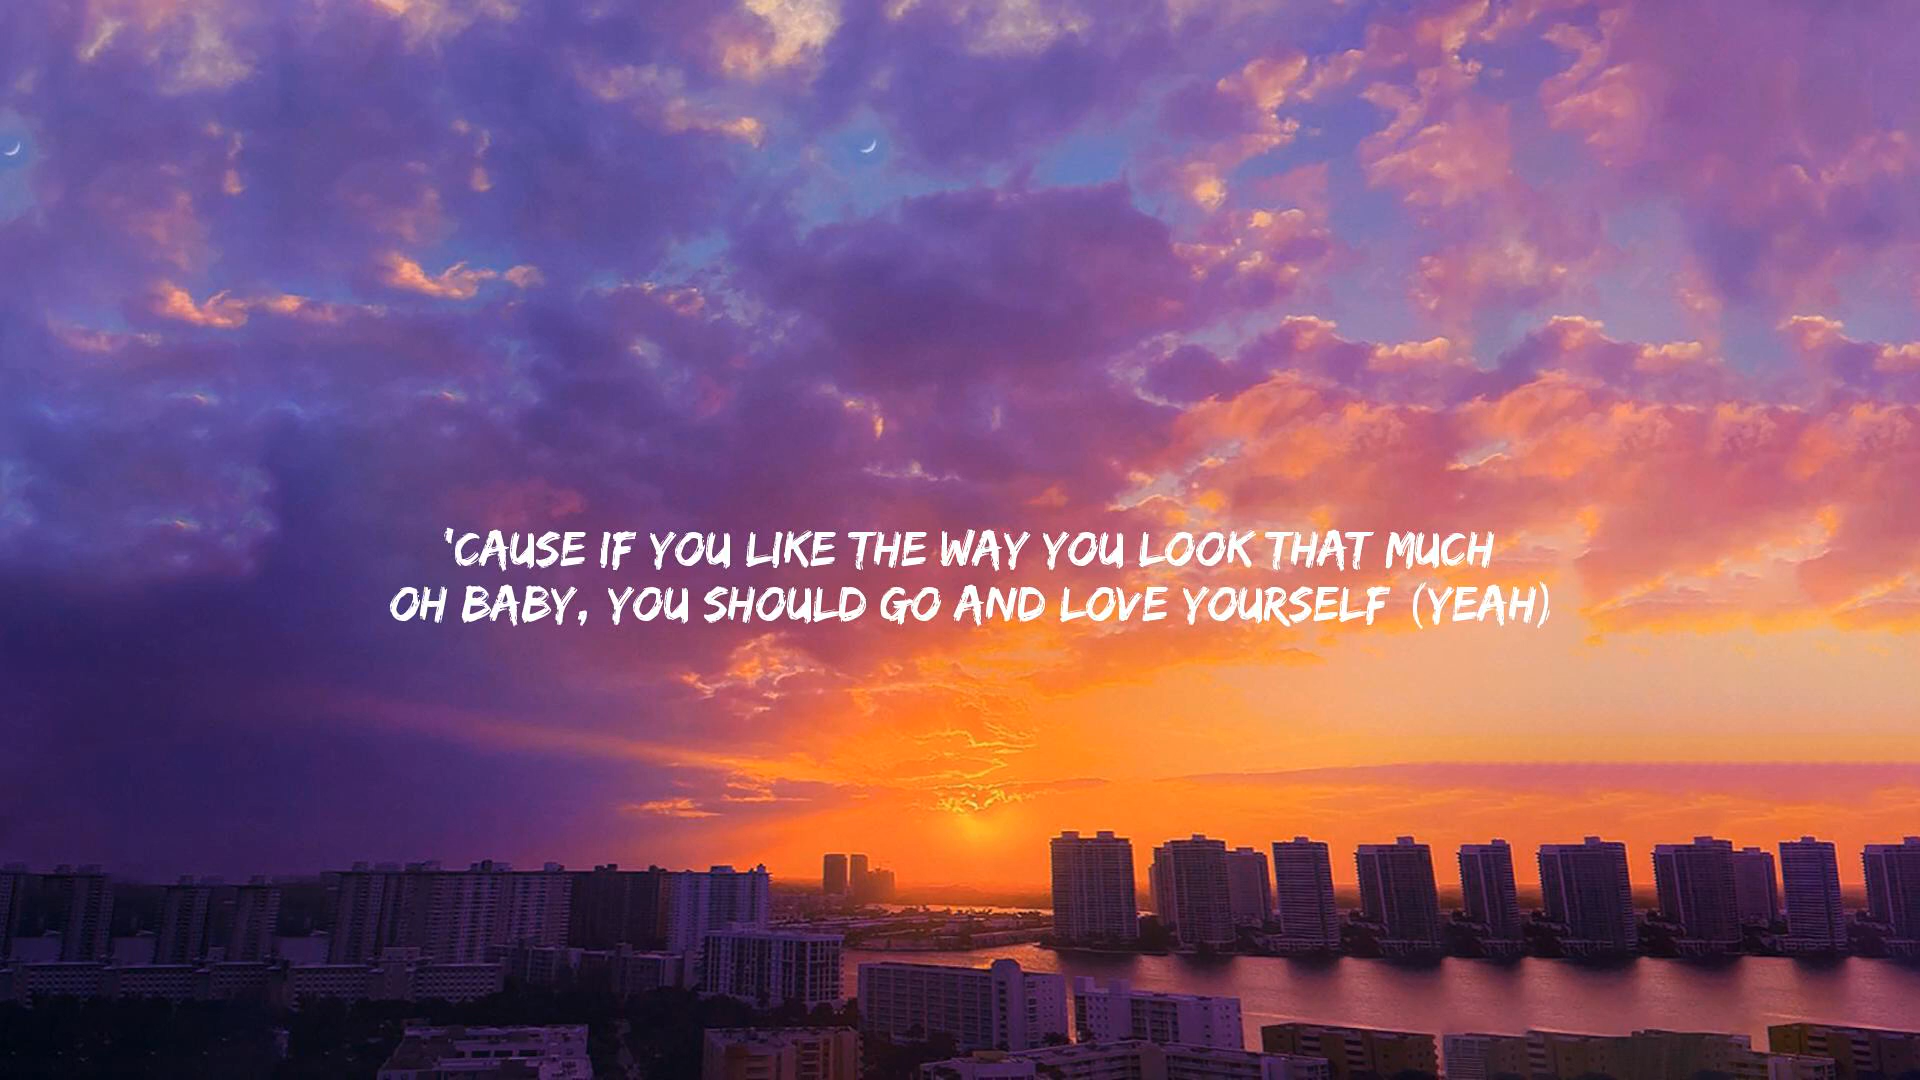 'CAUSE IF YOU LIKE THE WAY YOU LOOK THAT MUCH
OH BABY, YOU SHOULD GO AND LOVE YOURSELF (YEAH)